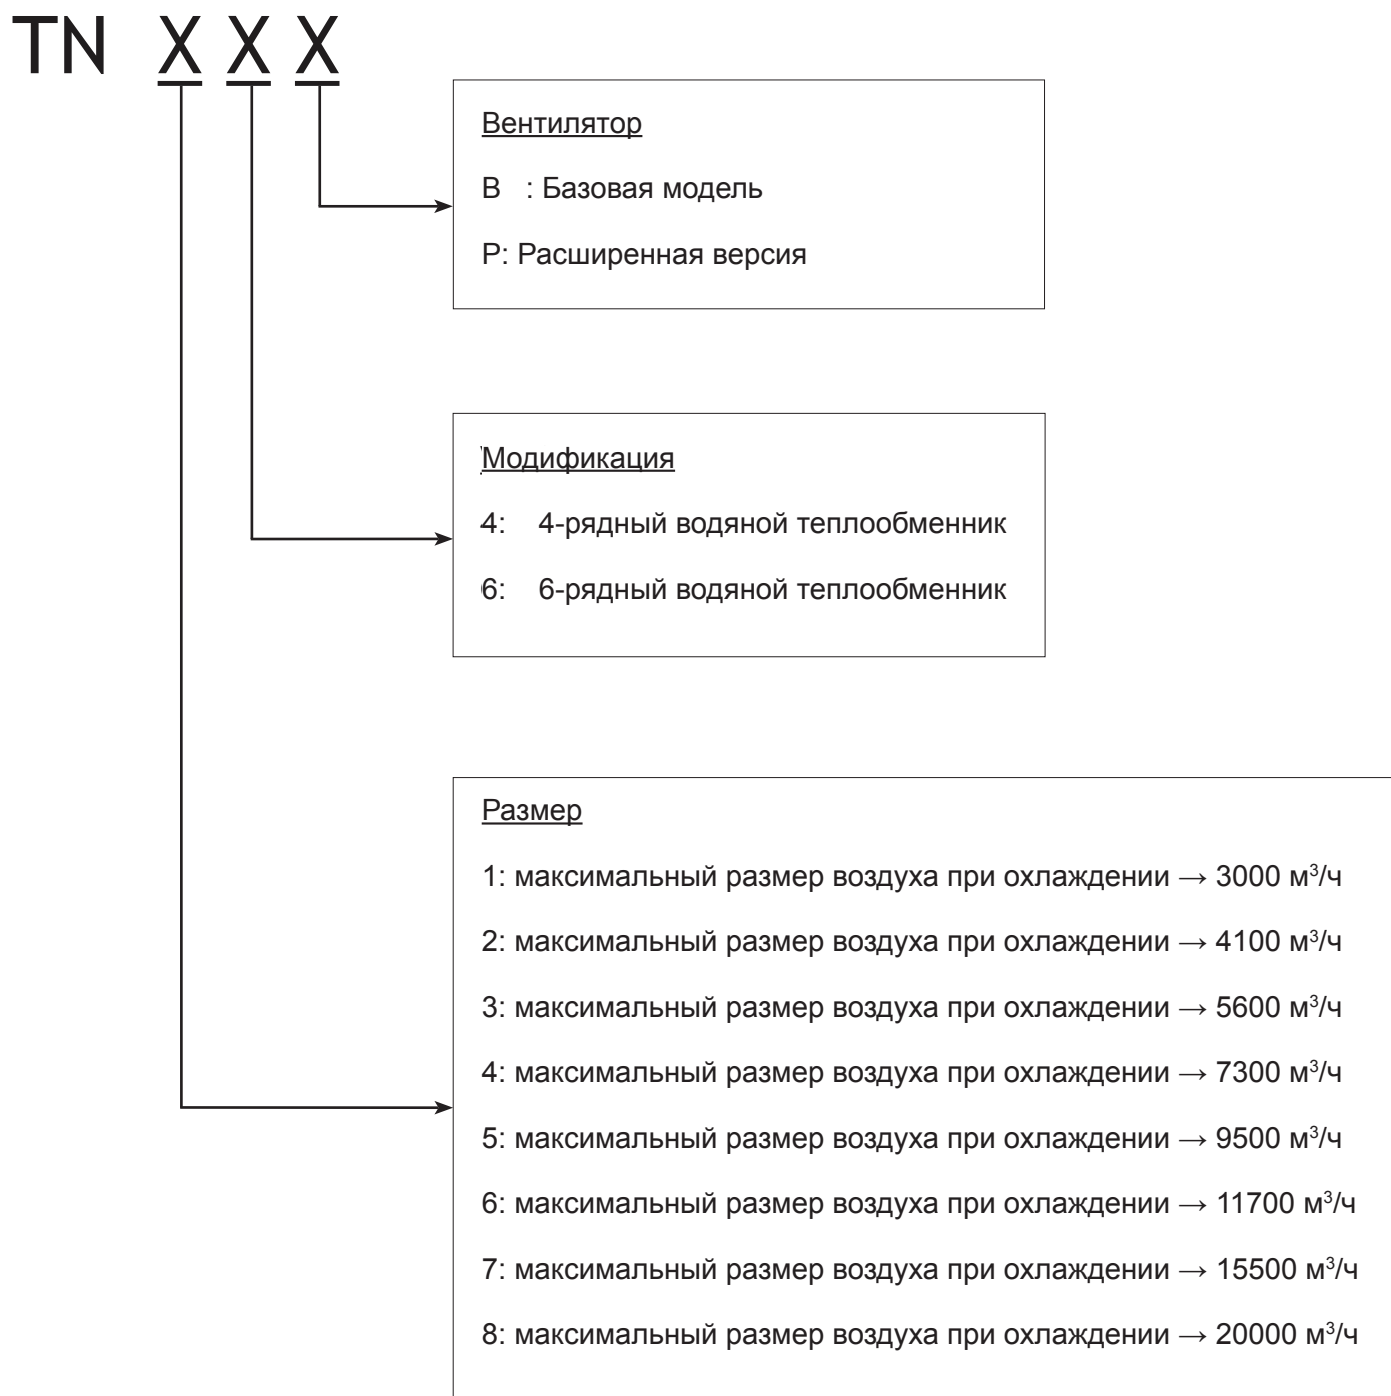 TN X X X
Вентилятор
B : Базовая модель
P: Расширенная версия
Модификация
4: 4-рядный водяной теплообменник
6: 6-рядный водяной теплообменник
Размер
1: максимальный размер воздуха при охлаждении → 3000 м³/ч
2: максимальный размер воздуха при охлаждении → 4100 м³/ч
3: максимальный размер воздуха при охлаждении → 5600 м³/ч
4: максимальный размер воздуха при охлаждении → 7300 м³/ч
5: максимальный размер воздуха при охлаждении → 9500 м³/ч
6: максимальный размер воздуха при охлаждении → 11700 м³/ч
7: максимальный размер воздуха при охлаждении → 15500 м³/ч
8: максимальный размер воздуха при охлаждении → 20000 м³/ч